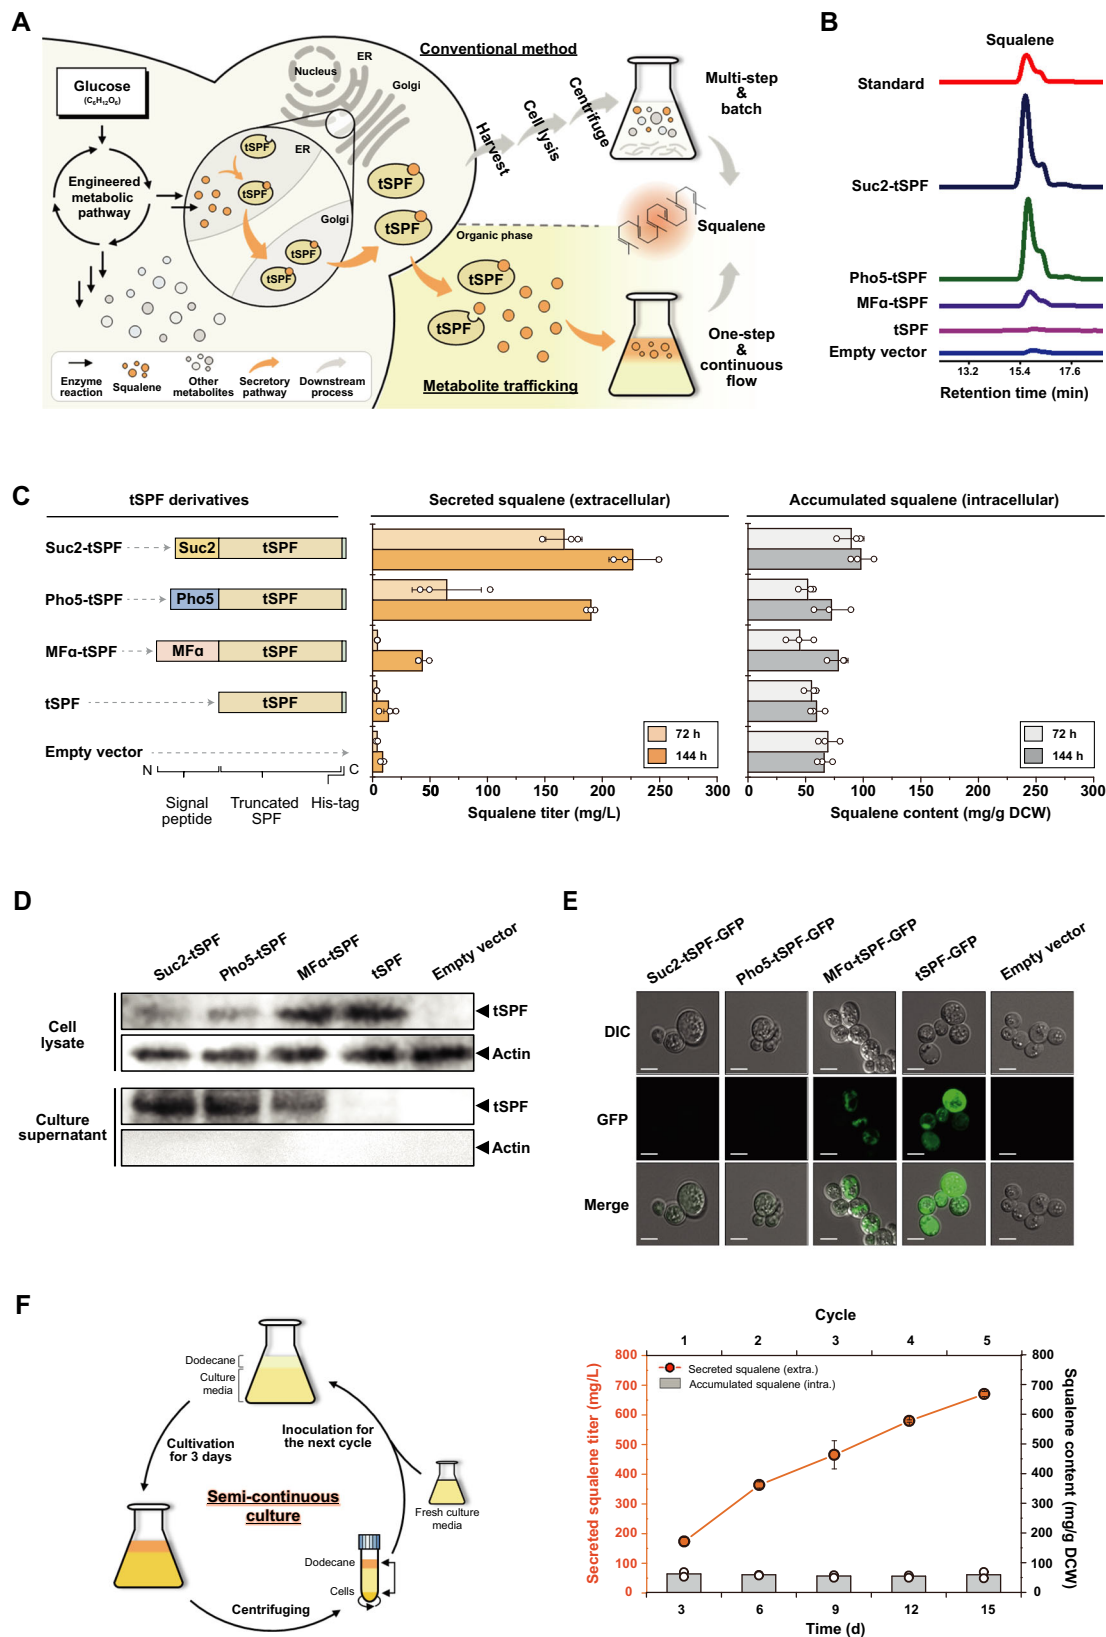 A
Conventional method
Glucose
(C₆H₁₂O₆)
Engineered
metabolic
pathway
Nucleus
ER
Golgi
tSPF
ER
tSPF
Golgi
tSPF
tSPF
tSPF
tSPF
Harvest
Cell lysis
Centrifuge
Multi-step
&
batch
Squalene
Organic phase
tSPF
tSPF
One-step
&
continuous
flow
Metabolite trafficking
Enzyme
reaction
Squalene
Other
metabolites
Secretory
pathway
Downstream
process
B
Squalene
Standard
Suc2-tSPF
Pho5-tSPF
MFα-tSPF
tSPF
Empty vector
13.2 15.4 17.6
Retention time (min)
C
tSPF derivatives
Suc2-tSPF
Suc2 tSPF
Pho5-tSPF
Pho5 tSPF
MFα-tSPF
MFα tSPF
tSPF
tSPF
Empty vector
N C
Signal
peptide
Truncated
SPF
His-tag
Secreted squalene (extracellular)
72 h
144 h
0 50 100 150 200 250 300
Squalene titer (mg/L)
Accumulated squalene (intracellular)
72 h
144 h
0 50 100 150 200 250 300
Squalene content (mg/g DCW)
D
Suc2-tSPF
Pho5-tSPF
MFα-tSPF
tSPF
Empty vector
Cell
lysate
tSPF
Actin
Culture
supernatant
tSPF
Actin
E
Suc2-tSPF-GFP
Pho5-tSPF-GFP
MFα-tSPF-GFP
tSPF-GFP
Empty vector
DIC
GFP
Merge
F
Dodecane
Culture
media
Cultivation
for 3 days
Inoculation for
the next cycle
Semi-continuous
culture
Fresh culture
media
Dodecane
Cells
Centrifuging
Cycle
1 2 3 4 5
Secreted squalene (extra.)
Accumulated squalene (intra.)
Secreted squalene titer (mg/L)
800
700
600
500
400
300
200
100
0
Squalene content (mg/g DCW)
800
700
600
500
400
300
200
100
0
3 6 9 12 15
Time (d)